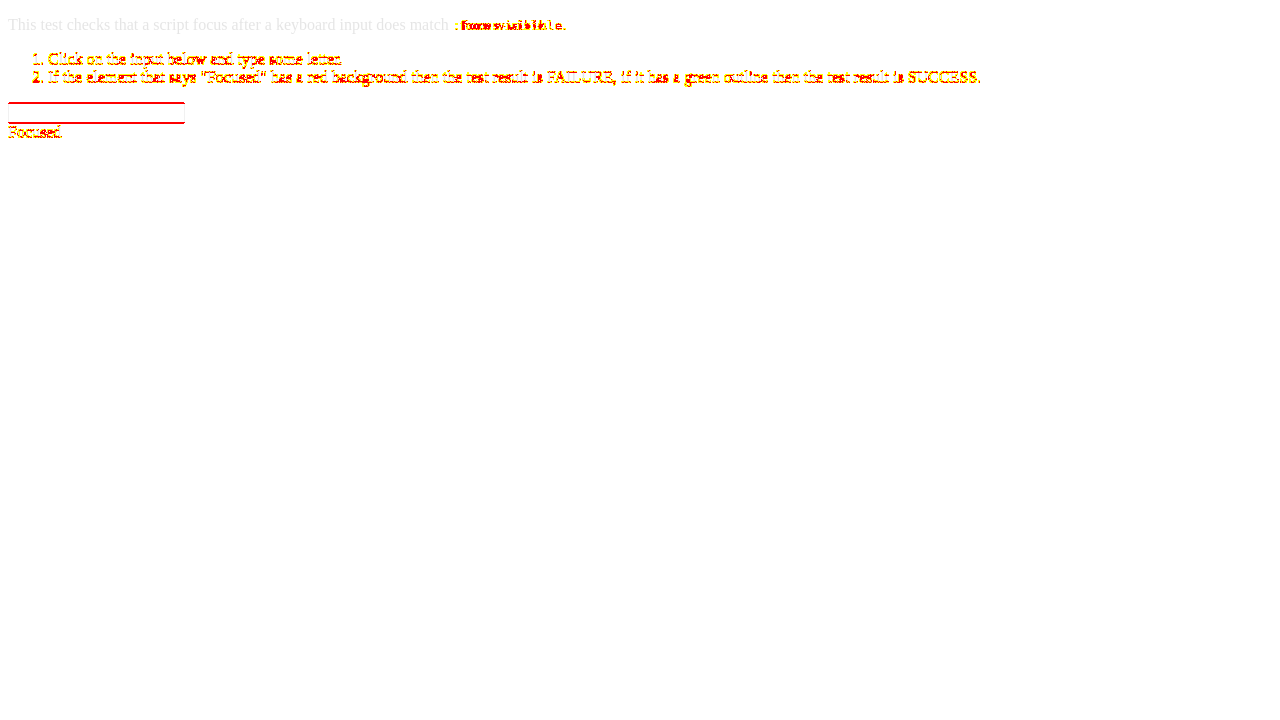 This test checks that a script focus after a keyboard input does match :focus-visible.
1. Click on the input below and type some letter.
2. If the element that says "Focused" has a red background then the test result is FAILURE, if it has a green outline then the test result is SUCCESS.
Focused